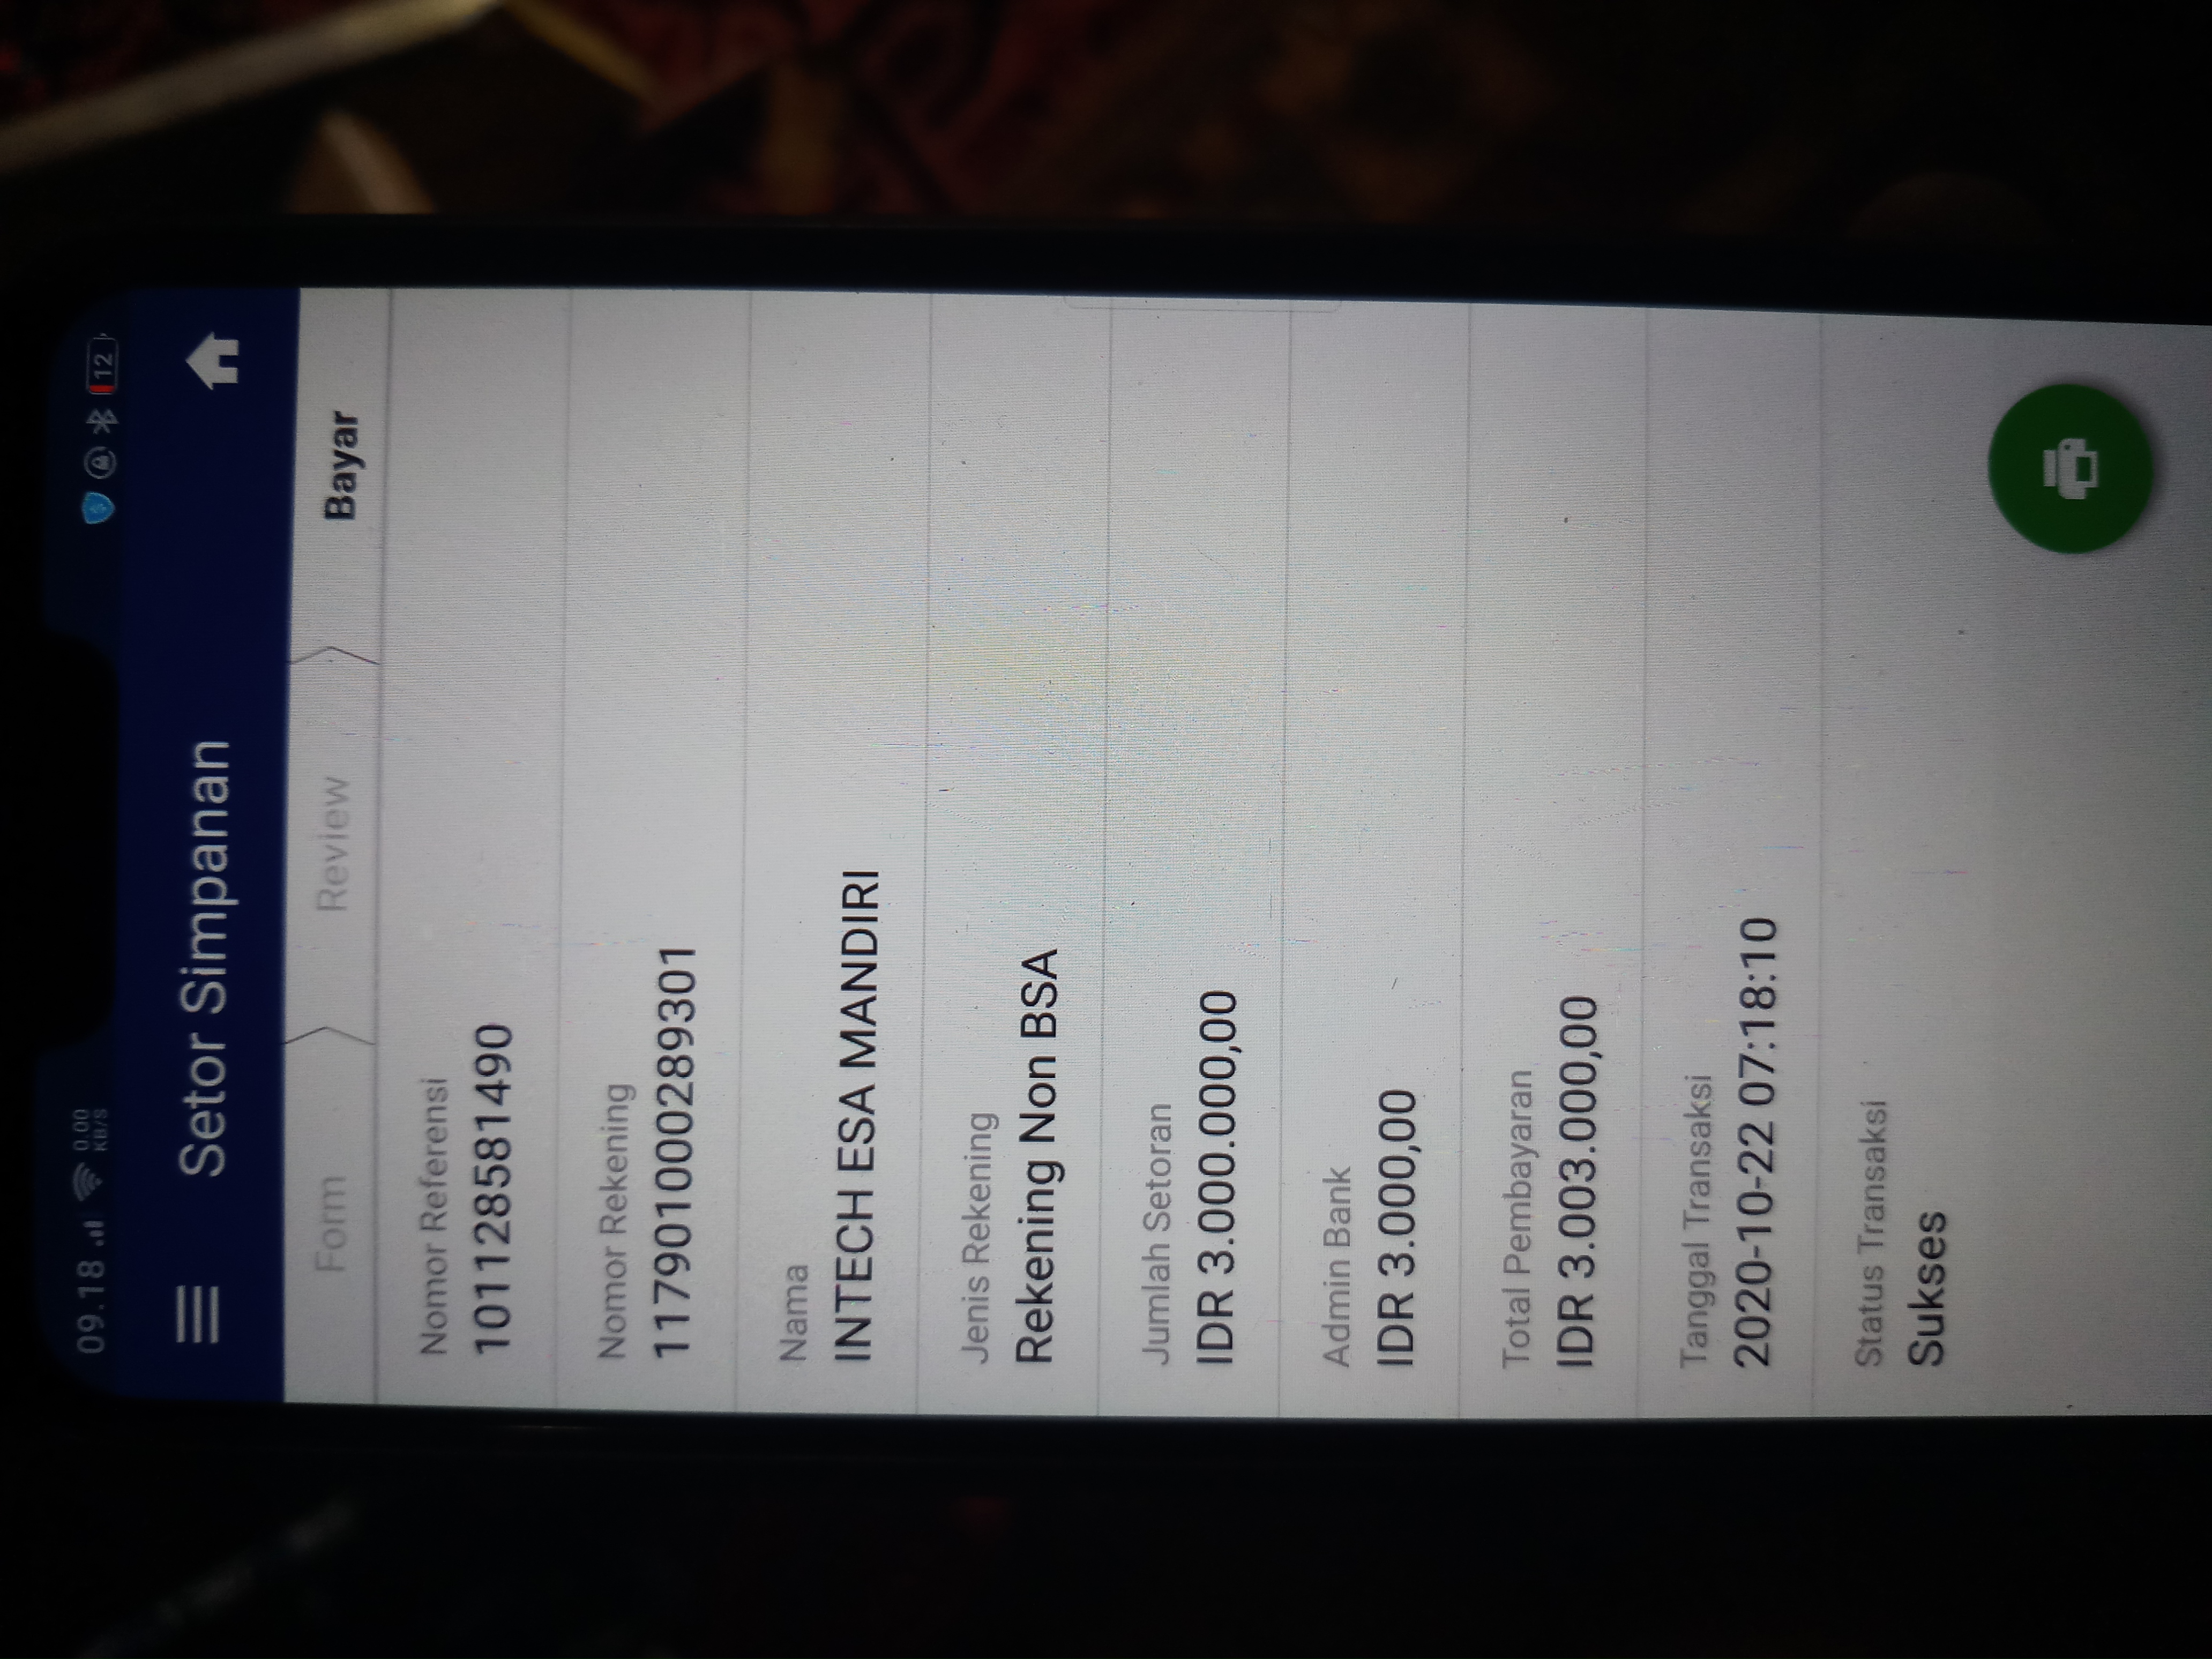 09.18 0.00
KB/S 12
Setor Simpanan
Form Review Bayar
Nomor Referensi
101128581490
Nomor Rekening
117901000289301
Nama
INTECH ESA MANDIRI
Jenis Rekening
Rekening Non BSA
Jumlah Setoran
IDR 3.000.000,00
Admin Bank
IDR 3.000,00
Total Pembayaran
IDR 3.003.000,00
Tanggal Transaksi
2020-10-22 07:18:10
Status Transaksi
Sukses